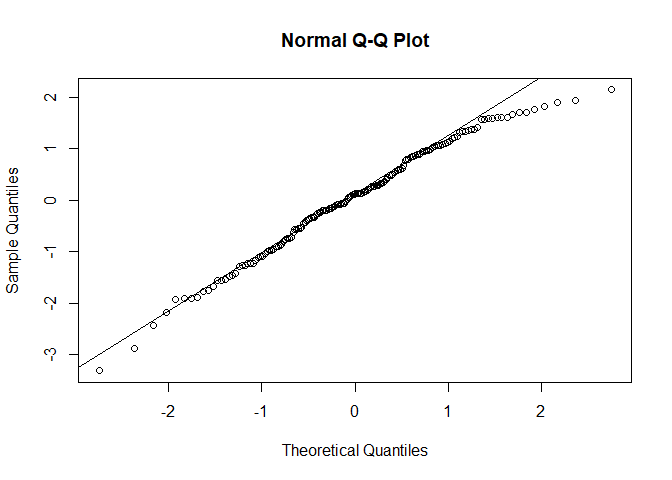 Normal Q-Q Plot
Sample Quantiles
2
1
0
-1
-2
-3
-2 -1 0 1 2
Theoretical Quantiles